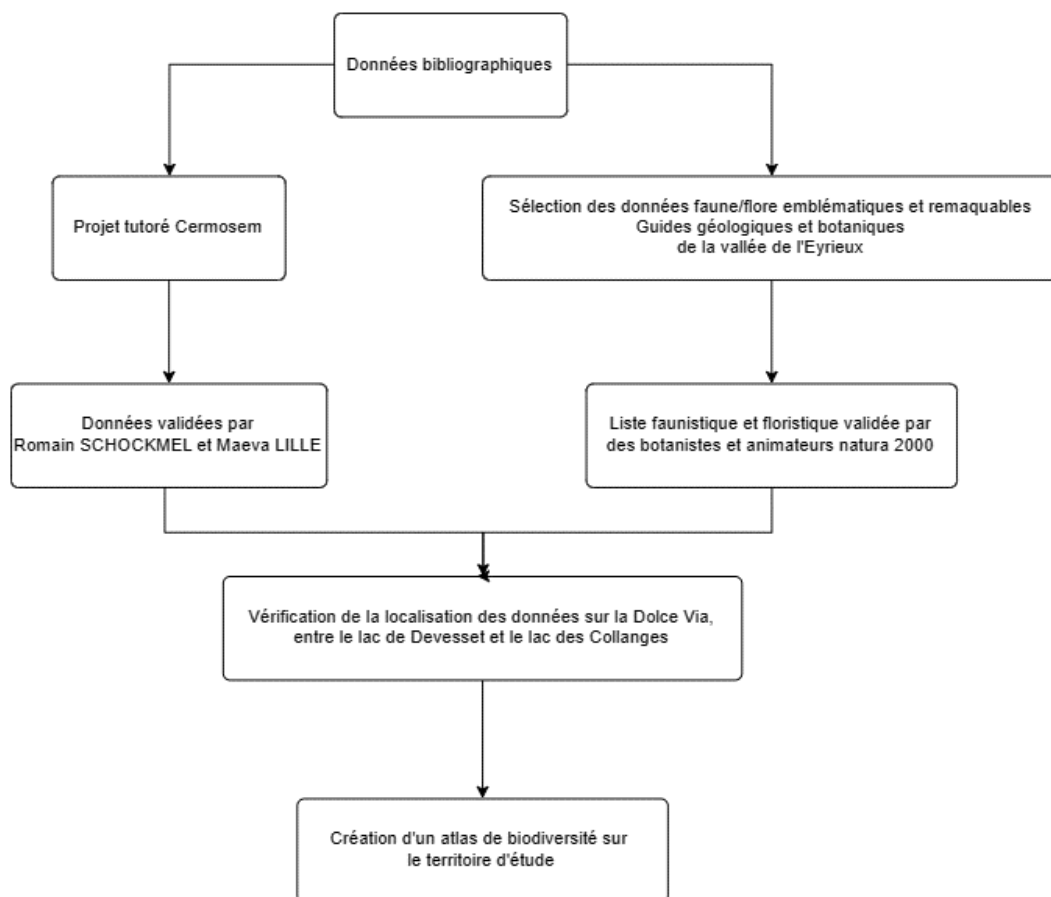 Données bibliographiques
Projet tutoré Cermosem
Sélection des données faune/flore emblématiques et remaquables
Guides géologiques et botaniques
de la vallée de l'Eyrieux
Données validées par
Romain SCHOCKMEL et Maeva LILLE
Liste faunistique et floristique validée par
des botanistes et animateurs natura 2000
Vérification de la localisation des données sur la Dolce Via,
entre le lac de Devesset et le lac des Collanges
Création d'un atlas de biodiversité sur
le territoire d'étude